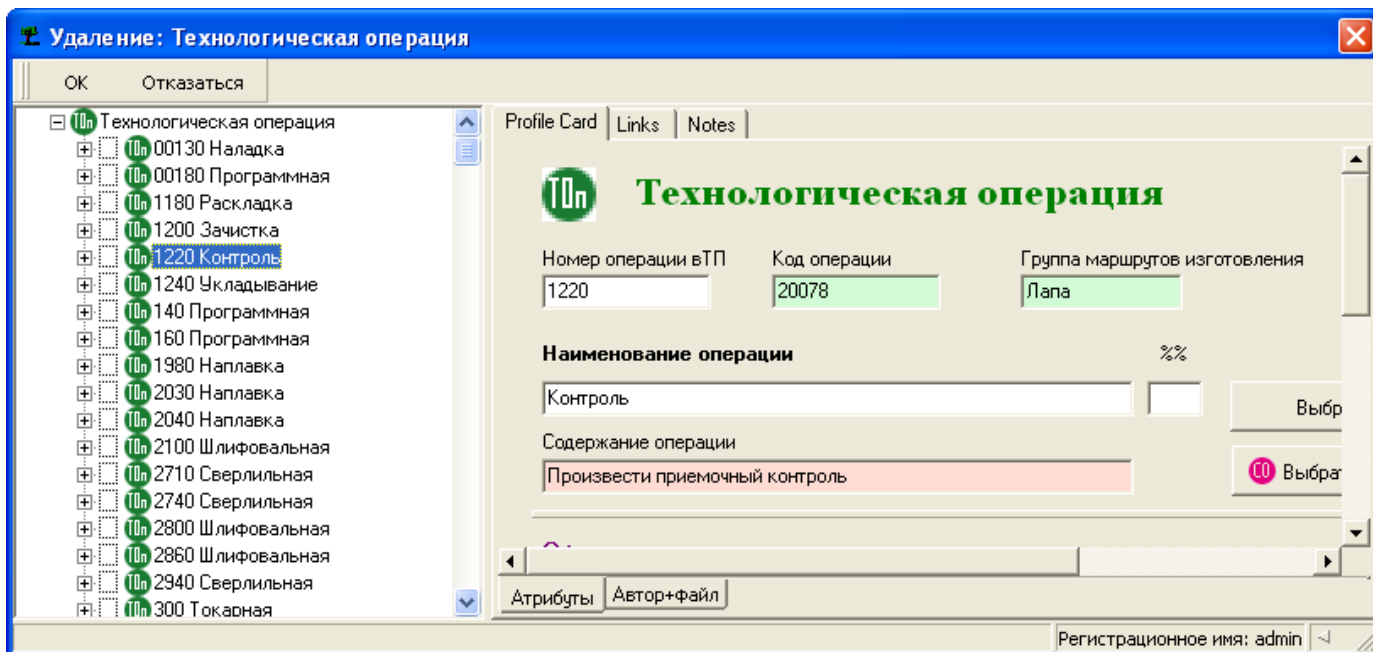 Удаление: Технологическая операция
OK Отказаться
Технологическая операция
00130 Наладка
00180 Программная
1180 Раскладка
1200 Зачистка
1220 Контроль
1240 Укладывание
140 Программная
160 Программная
1980 Наплавка
2030 Наплавка
2040 Наплавка
2100 Шлифовальная
2710 Сверлильная
2740 Сверлильная
2800 Шлифовальная
2860 Шлифовальная
2940 Сверлильная
300 Токарная
Profile Card Links Notes
ТОп Технологическая операция
Номер операции вТП Код операции Группа маршрутов изготовления
1220 20078 Лапа
Наименование операции %%
Контроль
Выбр
Содержание операции
Произвести приемочный контроль
СО Выбрат
Атрибуты Автор+файл
Регистрационное имя: admin